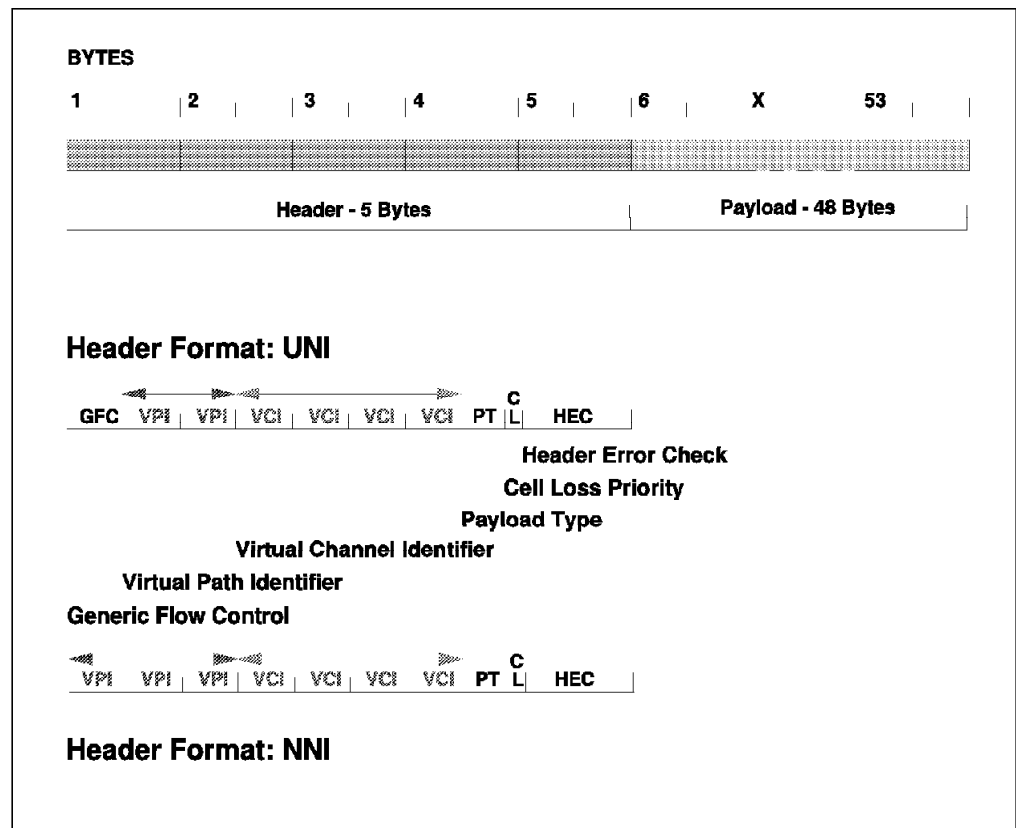 BYTES
1 2 3 4 5 6 X 53
Header - 5 Bytes Payload - 48 Bytes
Header Format: UNI
GFC VPI VPI VCI VCI VCI VCI PT CL HEC
Header Error Check
Cell Loss Priority
Payload Type
Virtual Channel Identifier
Virtual Path Identifier
Generic Flow Control
VPI VPI VPI VCI VCI VCI VCI PT CL HEC
Header Format: NNI